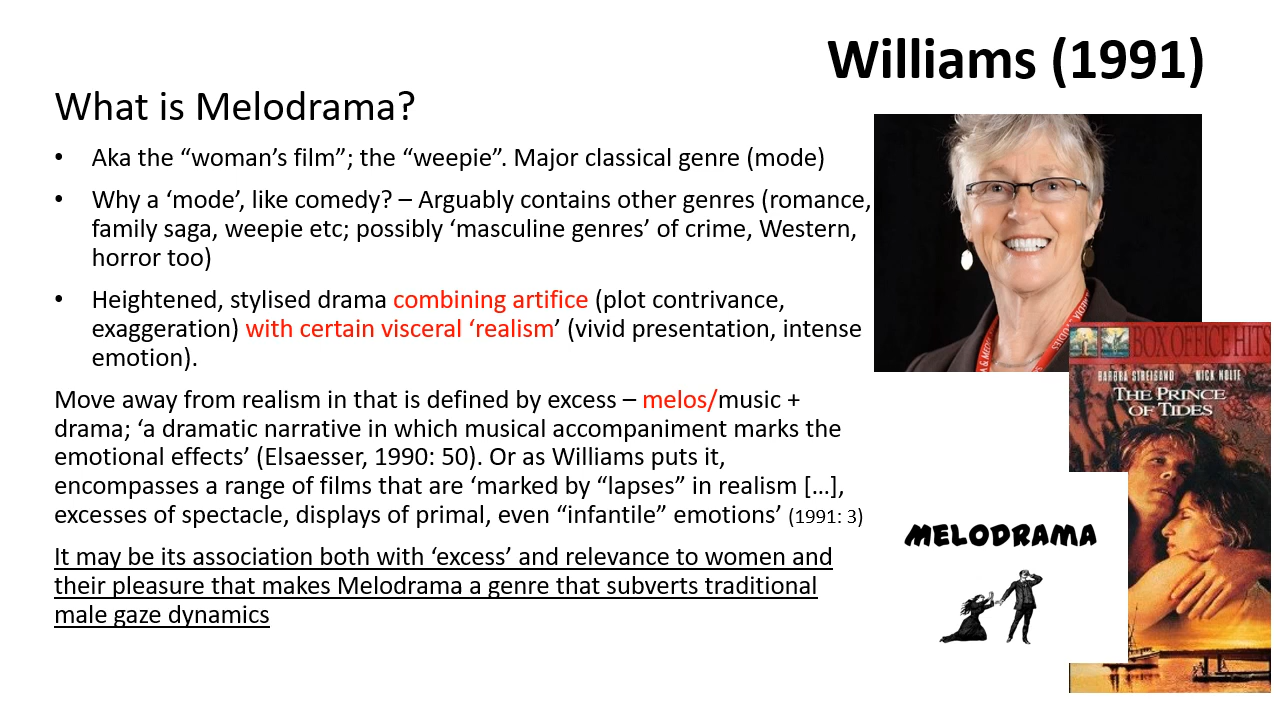 Williams (1991)
What is Melodrama?
• Aka the “woman’s film”; the “weepie”. Major classical genre (mode)
• Why a ‘mode’, like comedy? – Arguably contains other genres (romance,
family saga, weepie etc; possibly ‘masculine genres’ of crime, Western,
horror too)
• Heightened, stylised drama combining artifice (plot contrivance,
exaggeration) with certain visceral ‘realism’ (vivid presentation, intense
emotion).
Move away from realism in that is defined by excess – melos/music +
drama; ‘a dramatic narrative in which musical accompaniment marks the
emotional effects’ (Elsaesser, 1990: 50). Or as Williams puts it,
encompasses a range of films that are ‘marked by “lapses” in realism […],
excesses of spectacle, displays of primal, even “infantile” emotions’ (1991: 3)
It may be its association both with ‘excess’ and relevance to women and
their pleasure that makes Melodrama a genre that subverts traditional
male gaze dynamics
BOX OFFICE HITS
BARBRA STREISAND NICK NOLTE
THE PRINCE
OF TIDES
MELODRAMA